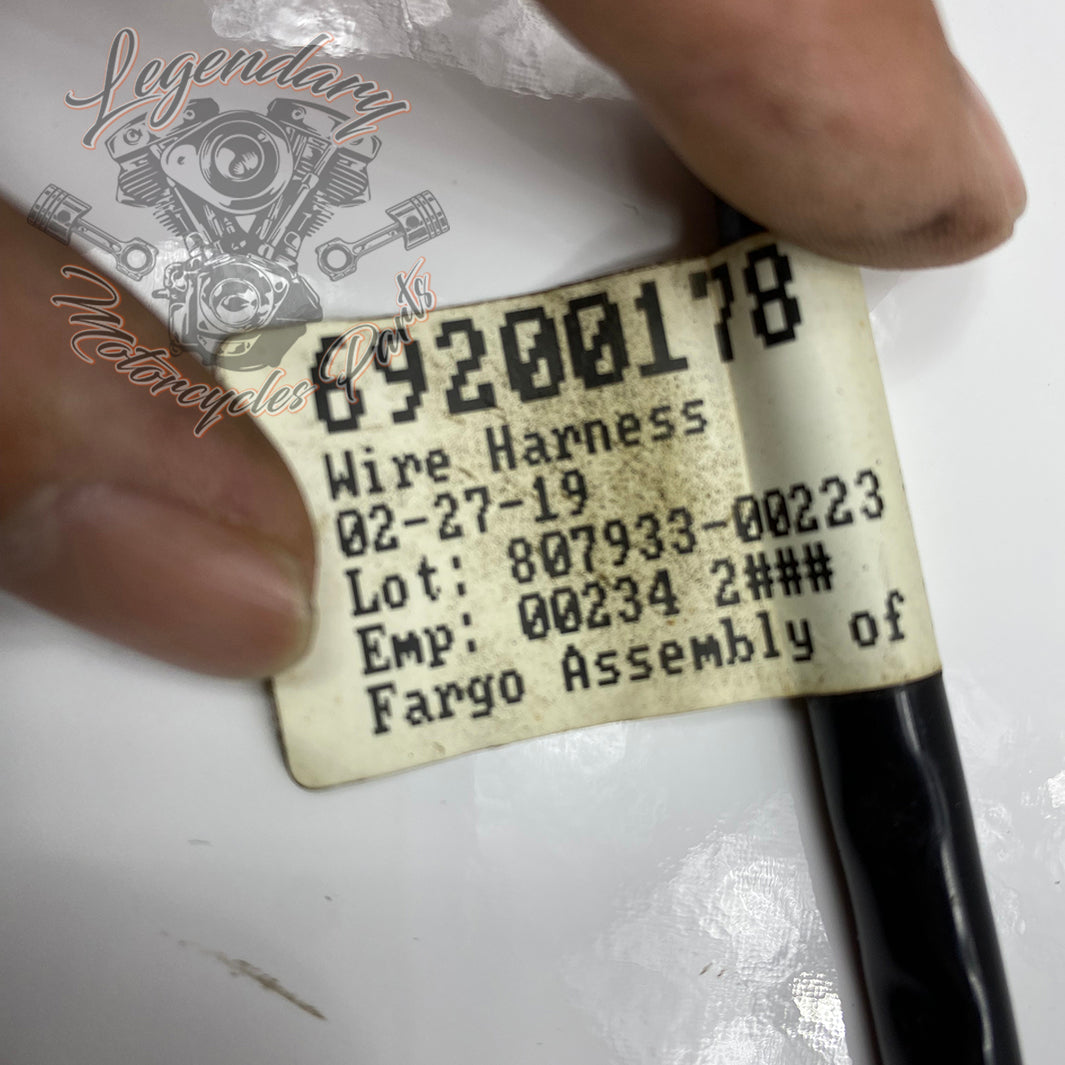 Legendary
Motorcycles Parts
69200178
Wire Harness
02-27-19
Lot: 807933-00223
Emp: 00234 2###
Fargo Assembly of